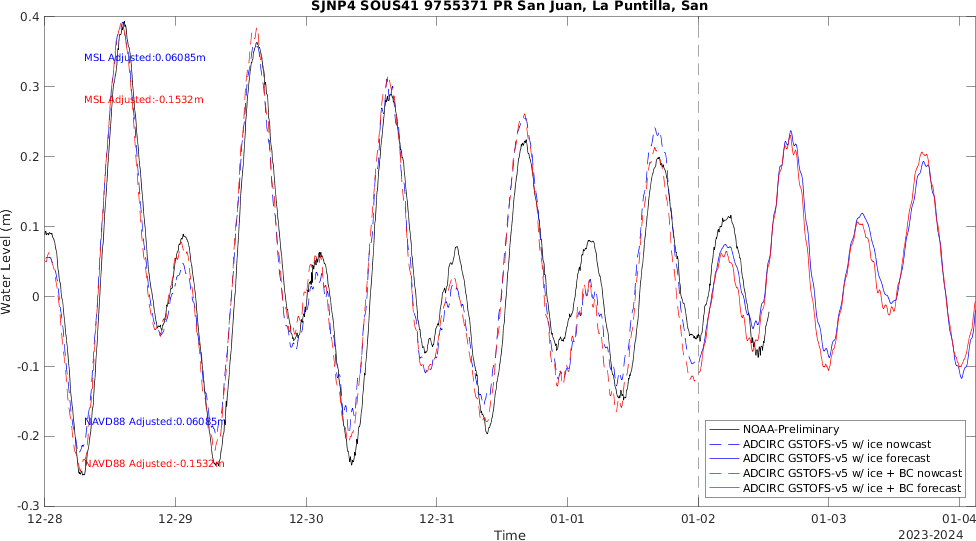 SJNP4 SOUS41 9755371 PR San Juan, La Puntilla, San
Water Level (m)
0.4
0.3
0.2
0.1
0
-0.1
-0.2
-0.3
MSL Adjusted:0.06085m
MSL Adjusted:-0.1532m
NAVD88 Adjusted:0.06085m
NAVD88 Adjusted:-0.1532m
NOAA-Preliminary
ADCIRC GSTOFS-v5 w/ ice nowcast
ADCIRC GSTOFS-v5 w/ ice forecast
ADCIRC GSTOFS-v5 w/ ice + BC nowcast
ADCIRC GSTOFS-v5 w/ ice + BC forecast
12-28 12-29 12-30 12-31 01-01 01-02 01-03 01-04
Time
2023-2024